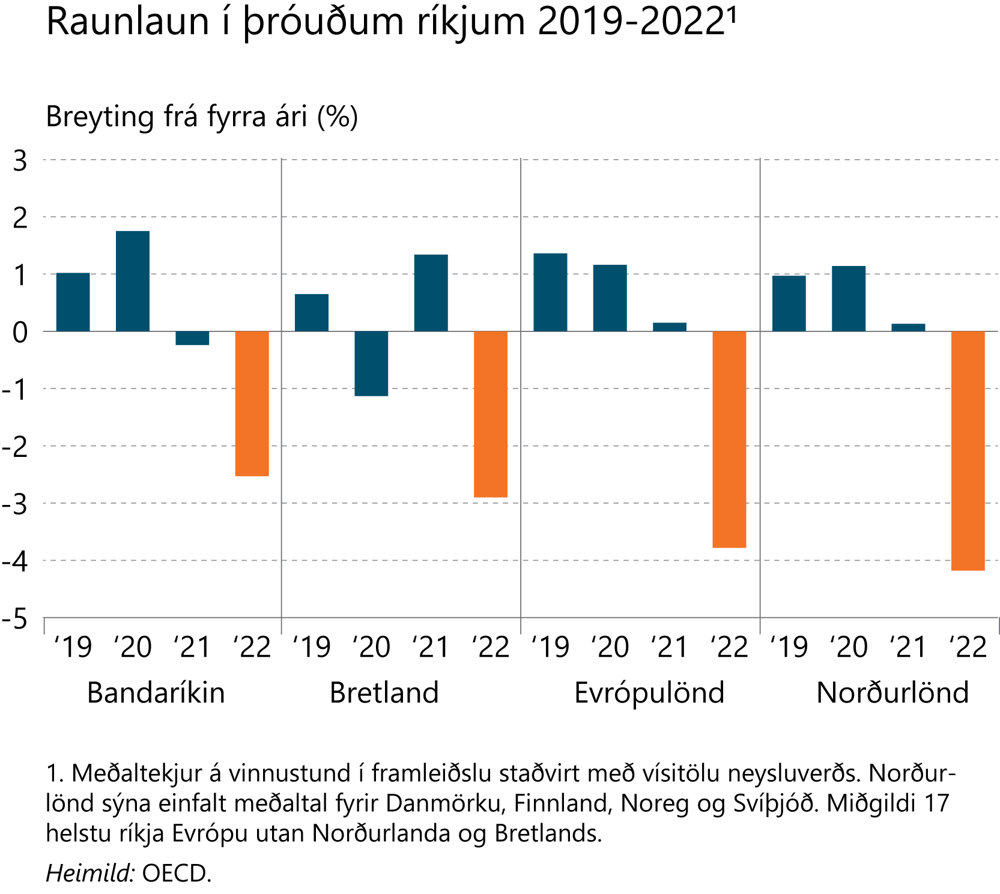 Raunlaun í þróuðum ríkjum 2019-2022¹
Breyting frá fyrra ári (%)
3
2
1
0
-1
-2
-3
-4
-5
‘19 ‘20 ‘21 ‘22 ‘19 ‘20 ‘21 ‘22 ‘19 ‘20 ‘21 ‘22 ‘19 ‘20 ‘21 ‘22
Bandaríkin Bretland Evrópulönd Norðurlönd
1. Meðaltekjur á vinnustund í framleiðslu staðvirt með vísitölu neysluverðs. Norður-
lönd sýna einfalt meðaltal fyrir Danmörku, Finnland, Noreg og Svíþjóð. Miðgildi 17
helstu ríkja Evrópu utan Norðurlanda og Bretlands.
Heimild: OECD.